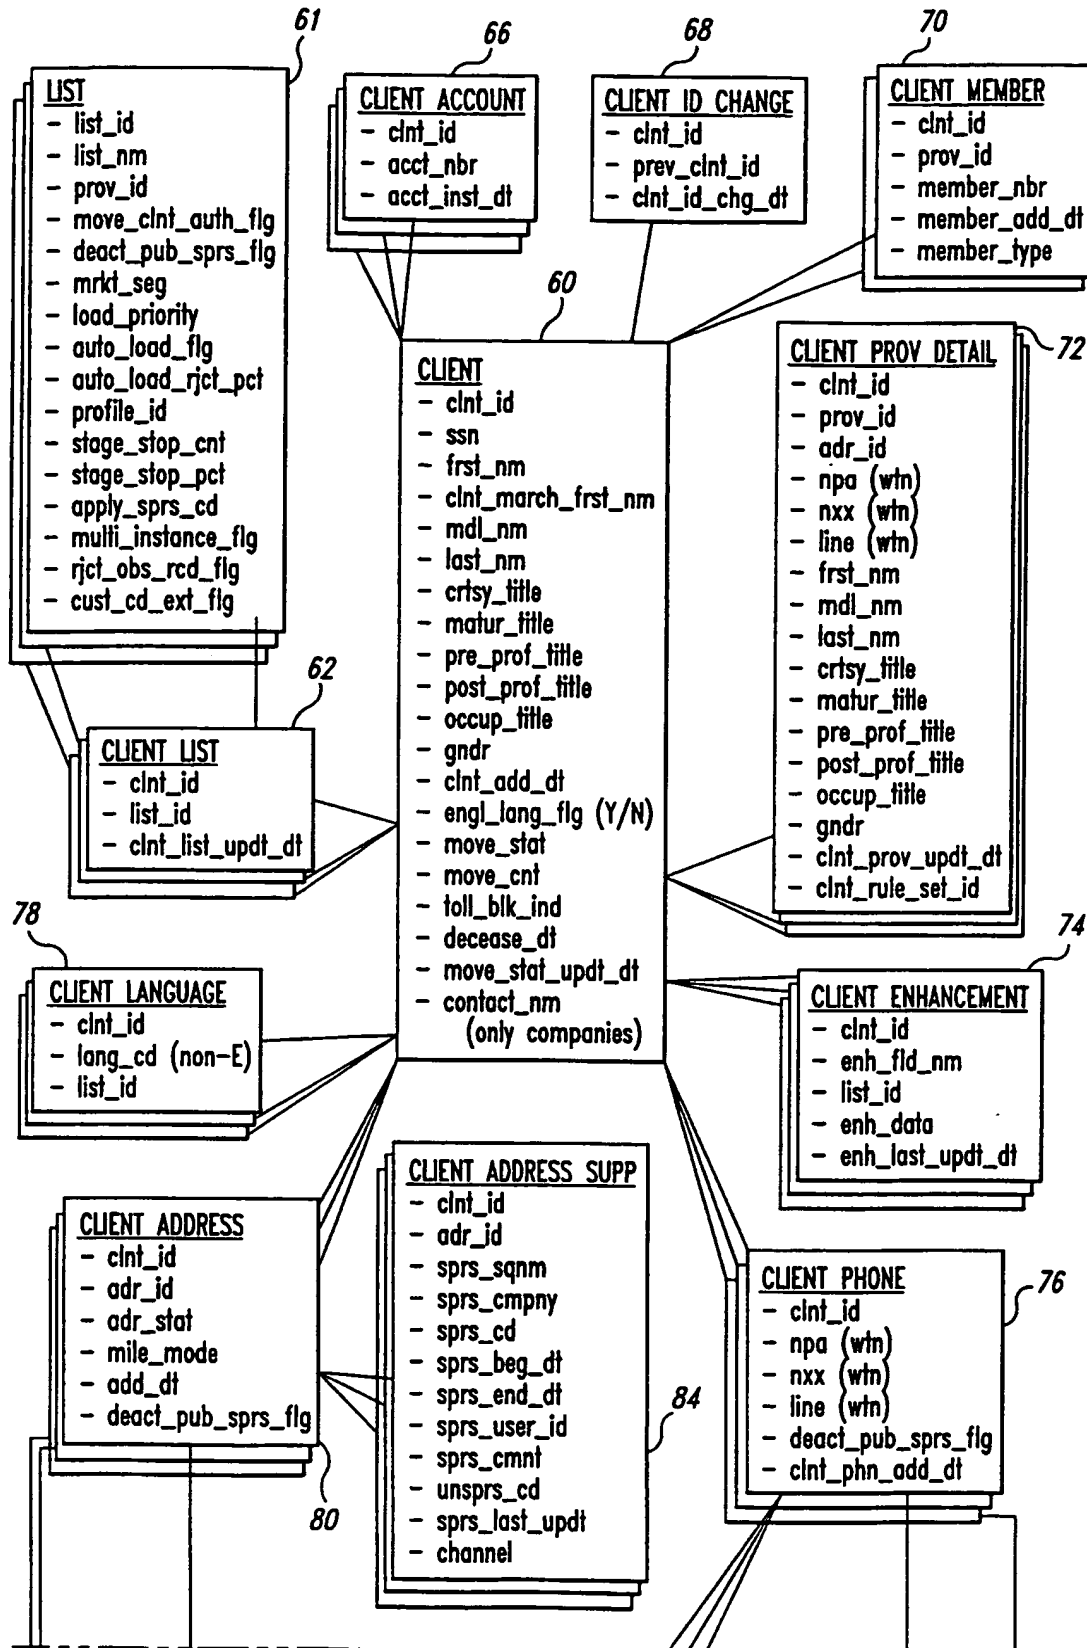 61
LIST
- list_id
- list_nm
- prov_id
- move_clnt_auth_flg
- deact_pub_sprs_flg
- mrkt_seg
- load_priority
- auto_load_flg
- auto_load_rjct_pct
- profile_id
- stage_stop_cnt
- stage_stop_pct
- apply_sprs_cd
- multi_instance_flg
- rjct_obs_rcd_flg
- cust_cd_ext_flg
66
CLIENT ACCOUNT
- clnt_id
- acct_nbr
- acct_inst_dt
68
CLIENT ID CHANGE
- clnt_id
- prev_clnt_id
- clnt_id_chg_dt
70
CLIENT MEMBER
- clnt_id
- prov_id
- member_nbr
- member_add_dt
- member_type
60
CLIENT
- clnt_id
- ssn
- frst_nm
- clnt_march_frst_nm
- mdl_nm
- last_nm
- crtsy_title
- matur_title
- pre_prof_title
- post_prof_title
- occup_title
- gndr
- clnt_add_dt
- engl_lang_flg (Y/N)
- move_stat
- move_cnt
- toll_blk_ind
- decease_dt
- move_stat_updt_dt
- contact_nm
(only companies)
72
CLIENT PROV DETAIL
- clnt_id
- prov_id
- adr_id
- npa (wtn)
- nxx (wtn)
- line (wtn)
- frst_nm
- mdl_nm
- last_nm
- crtsy_title
- matur_title
- pre_prof_title
- post_prof_title
- occup_title
- gndr
- clnt_prov_updt_dt
- clnt_rule_set_id
62
CLIENT LIST
- clnt_id
- list_id
- clnt_list_updt_dt
78
CLIENT LANGUAGE
- clnt_id
- lang_cd (non-E)
- list_id
74
CLIENT ENHANCEMENT
- clnt_id
- enh_fld_nm
- list_id
- enh_data
- enh_last_updt_dt
CLIENT ADDRESS
- clnt_id
- adr_id
- adr_stat
- mile_mode
- add_dt
- deact_pub_sprs_flg
80
CLIENT ADDRESS SUPP
- clnt_id
- adr_id
- sprs_sqnm
- sprs_cmpny
- sprs_cd
- sprs_beg_dt
- sprs_end_dt
- sprs_user_id
- sprs_cmnt
- unsprs_cd
- sprs_last_updt
- channel
84
CLIENT PHONE
- clnt_id
- npa (wtn)
- nxx (wtn)
- line (wtn)
- deact_pub_sprs_flg
- clnt_phn_add_dt
76